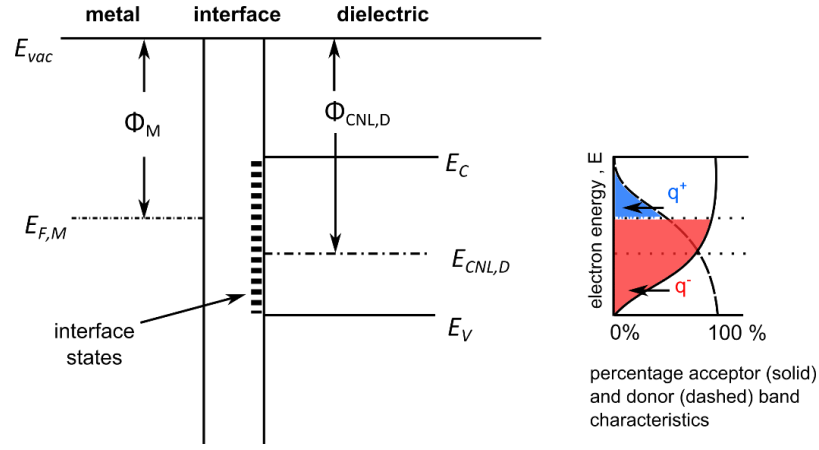 metal interface dielectric
E_vac
Φ_M
Φ_CNL,D
E_C
E_F,M
E_CNL,D
interface
states
E_V
electron energy , E
q⁺
q⁻
0% 100 %
percentage acceptor (solid)
and donor (dashed) band
characteristics